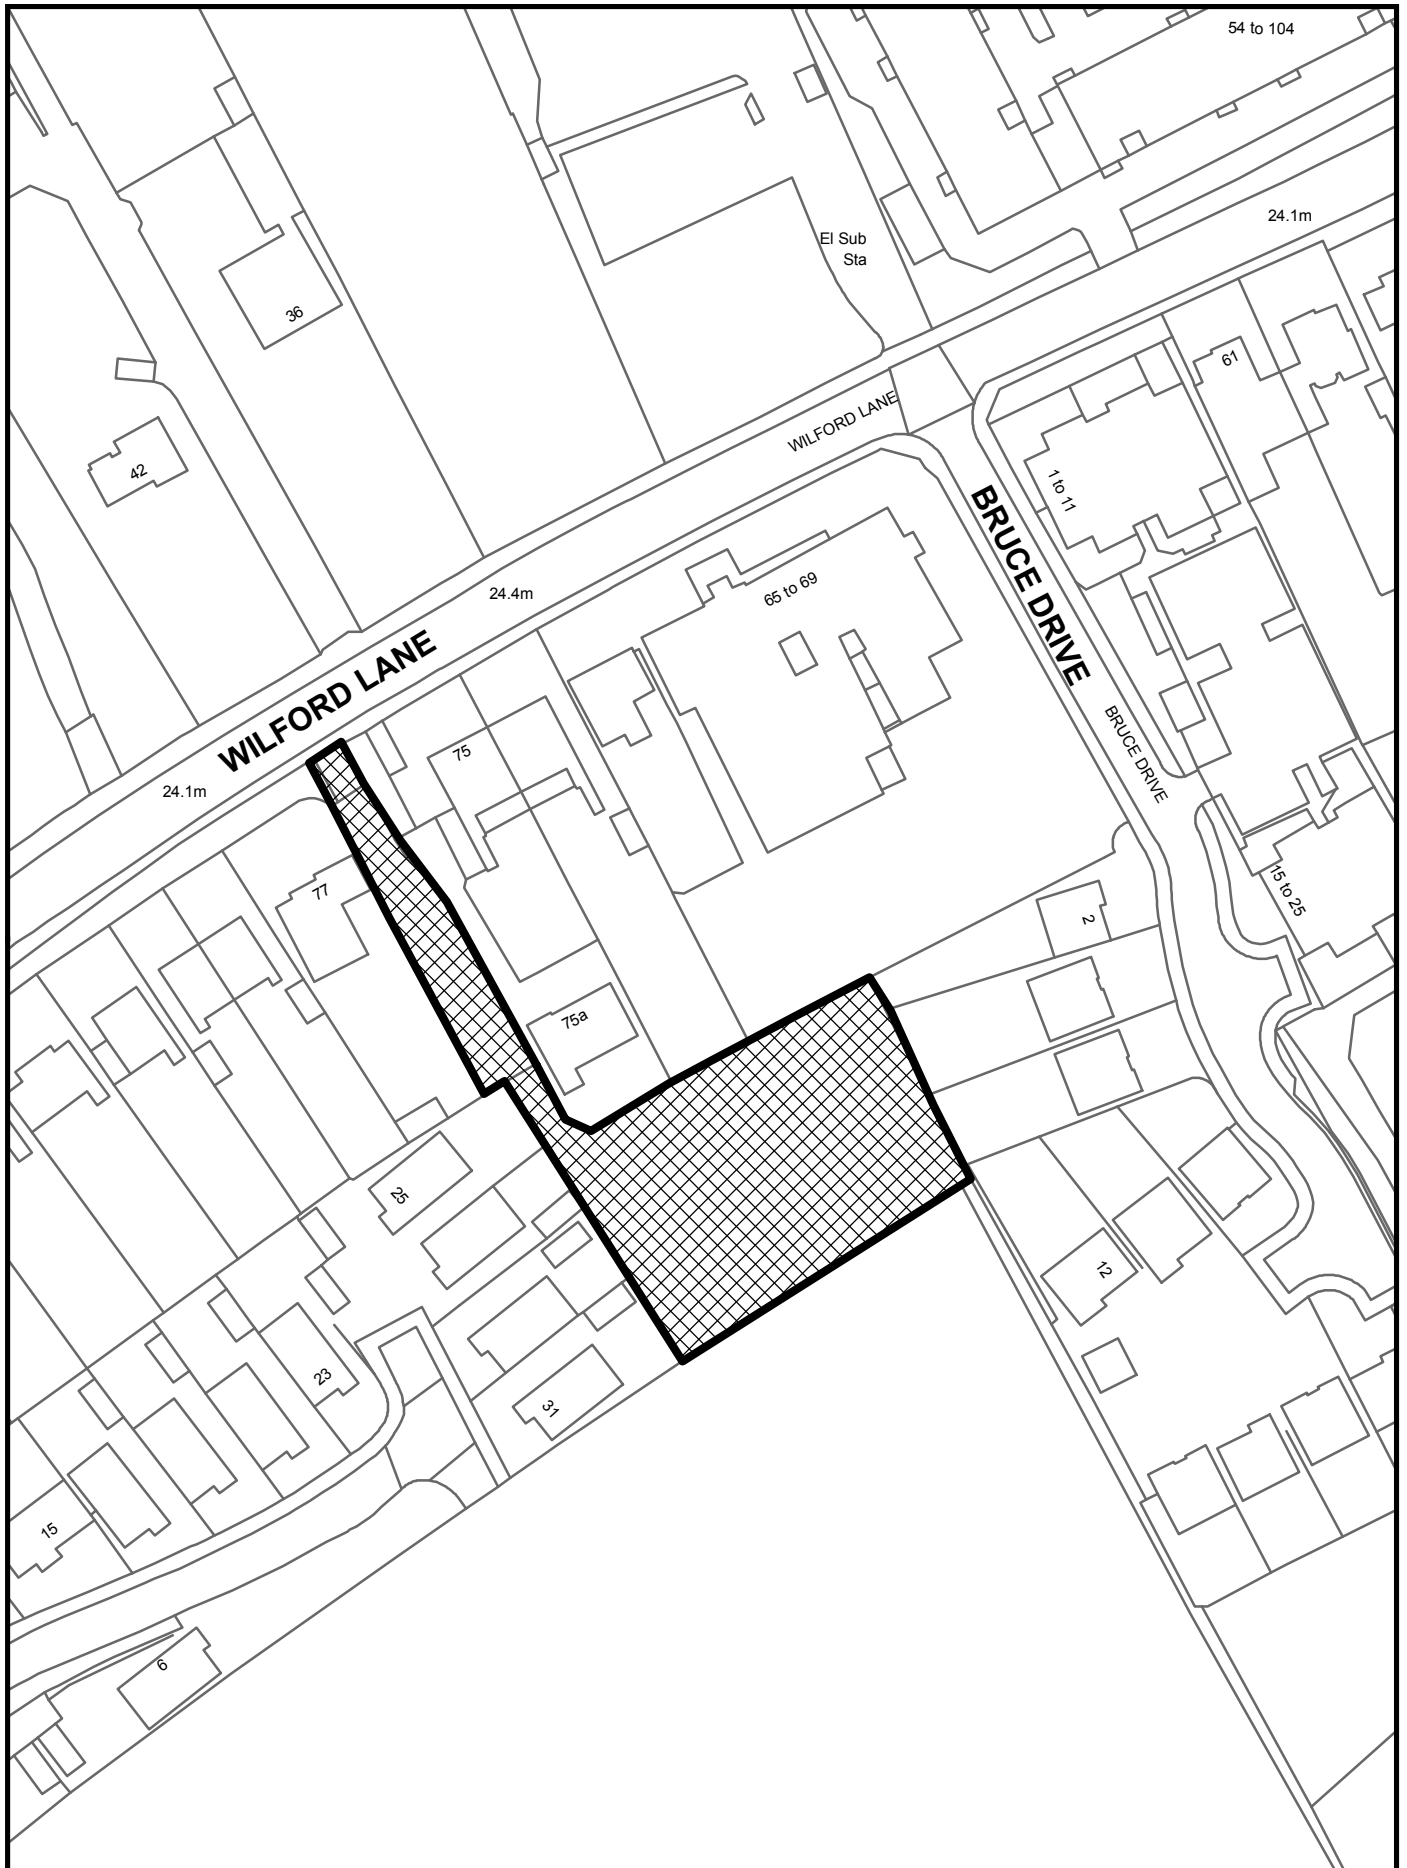 54 to 104
24.1m
El Sub
Sta
36
61
WILFORD LANE
42
1 to 11
BRUCE DRIVE
65 to 69
24.4m
WILFORD LANE
75
BRUCE DRIVE
24.1m
77
15 to 25
2
75a
25
12
23
31
15
6